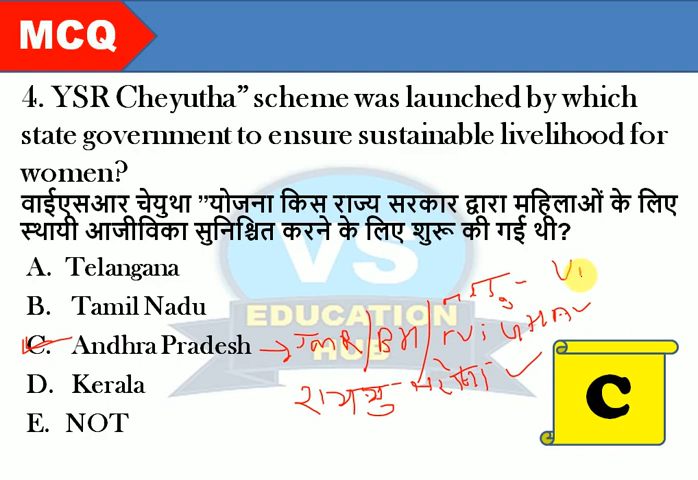 MCQ
4. YSR Cheyutha” scheme was launched by which
state government to ensure sustainable livelihood for
women?
वाईएसआर चेयुथा ”योजना किस राज्य सरकार द्वारा महिलाओं के लिए
स्थायी आजीविका सुनिश्चित करने के लिए शुरू की गई थी?
A. Telangana
B. Tamil Nadu
C. Andhra Pradesh
D. Kerala
E. NOT
VS
EDUCATION
HUB
C